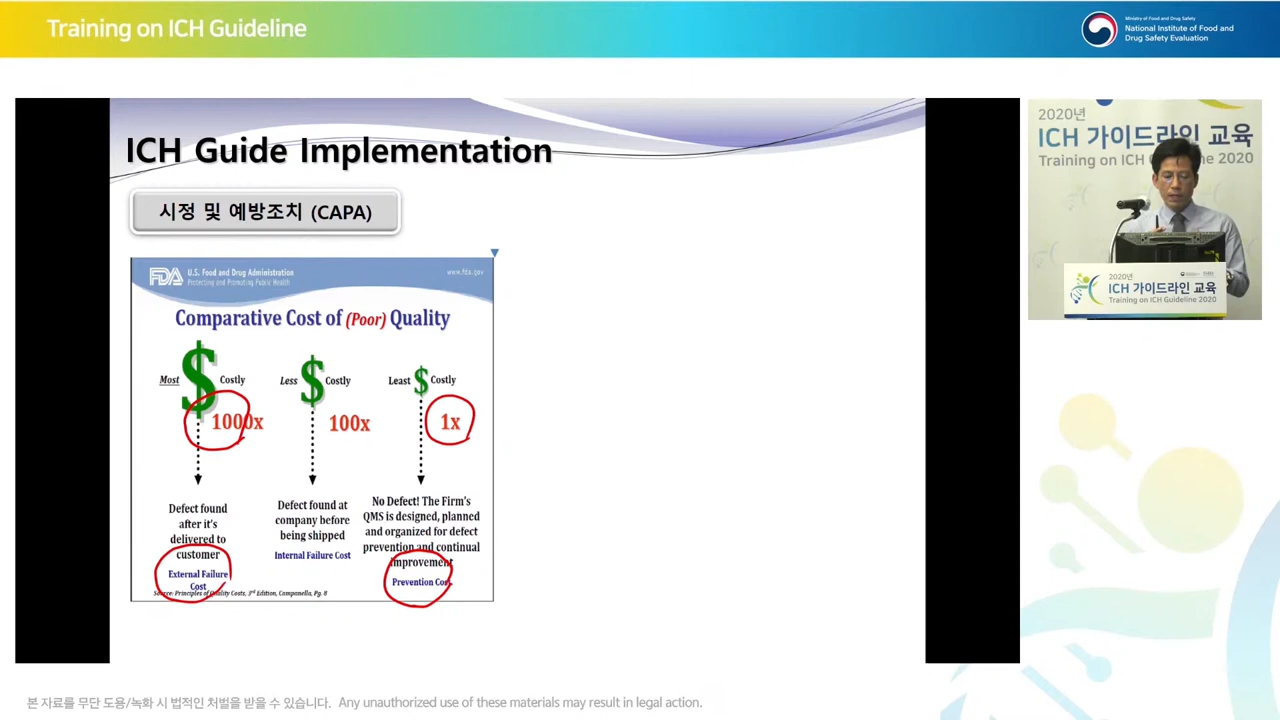 Training on ICH Guideline
Ministry of Food and Drug Safety
National Institute of Food and
Drug Safety Evaluation
ICH Guide Implementation
시정 및 예방조치 (CAPA)
FDA U.S. Food and Drug Administration
Protecting and Promoting Public Health
www.fda.gov
Comparative Cost of (Poor) Quality
Most $ Costly
1000x
Less $ Costly
100x
Least $ Costly
1x
Defect found
after it's
delivered to
customer
External Failure
Cost
Defect found at
company before
being shipped
Internal Failure Cost
No Defect! The Firm's
QMS is designed, planned
and organized for defect
prevention and continual
improvement
Prevention Cost
Source: Principles of Quality Costs, 3rd Edition, Campanella, Pg. 8
2020년
ICH 가이드라인 교육
Training on ICH Guideline 2020
2020년
ICH 가이드라인 교육
Training on ICH Guideline 2020
본 자료를 무단 도용/녹화 시 법적인 처벌을 받을 수 있습니다. Any unauthorized use of these materials may result in legal action.